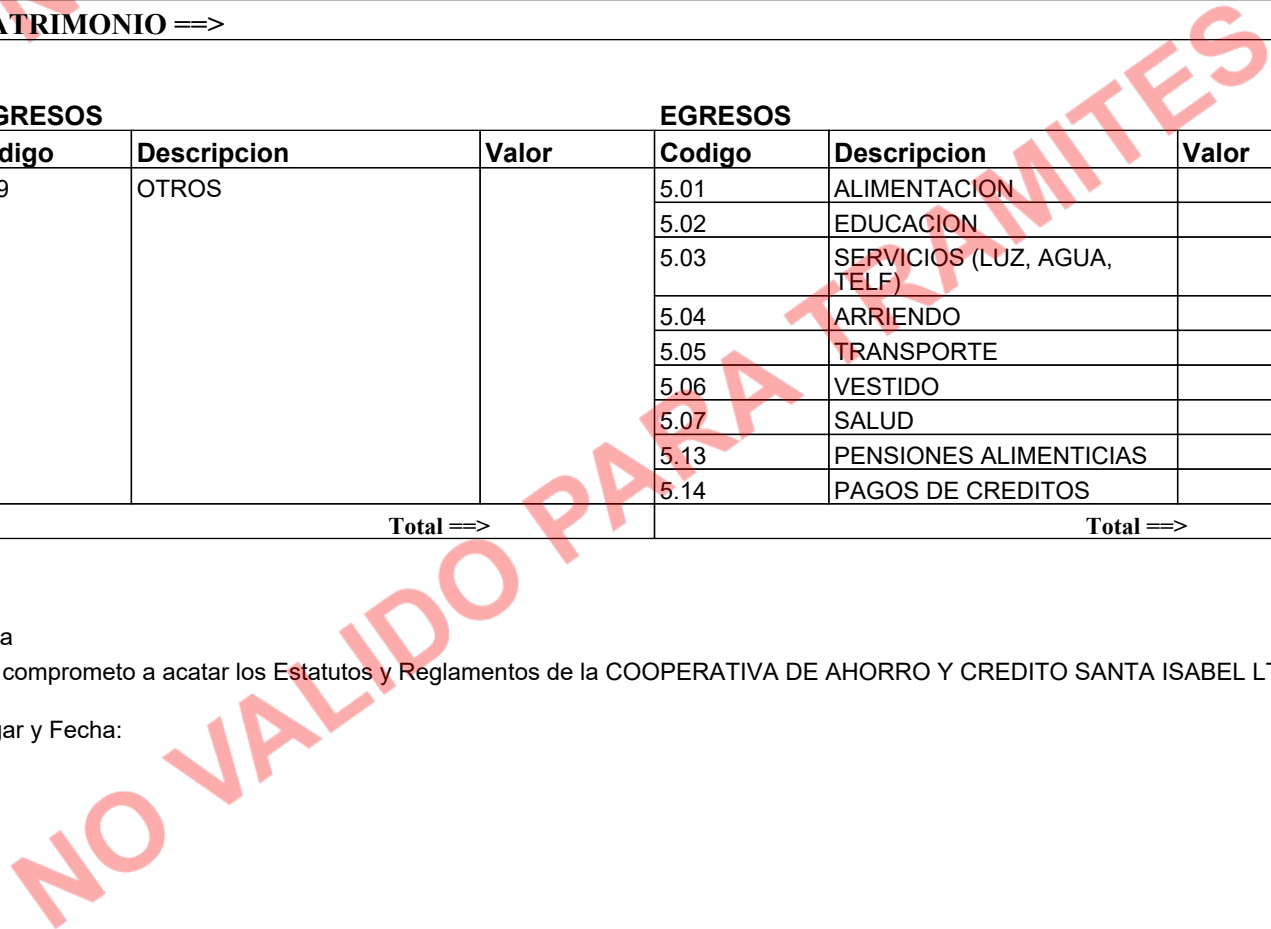 ATRIMONIO ==>
GRESOS EGRESOS
digo Descripcion Valor Codigo Descripcion Valor
9 OTROS 5.01 ALIMENTACION
5.02 EDUCACION
5.03 SERVICIOS (LUZ, AGUA,
TELF)
5.04 ARRIENDO
5.05 TRANSPORTE
5.06 VESTIDO
5.07 SALUD
5.13 PENSIONES ALIMENTICIAS
5.14 PAGOS DE CREDITOS
Total ==> Total ==>
a
comprometo a acatar los Estatutos y Reglamentos de la COOPERATIVA DE AHORRO Y CREDITO SANTA ISABEL LT
gar y Fecha:
NO VALIDO PARA TRAMITES